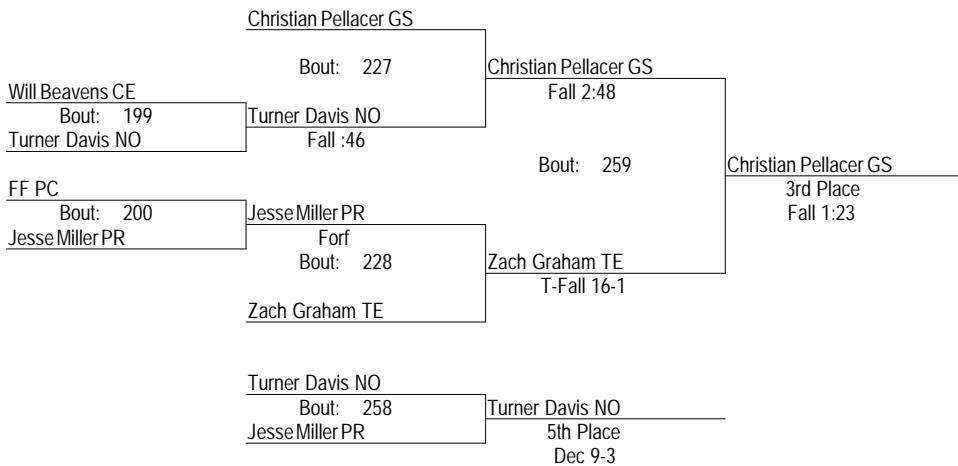 Christian Pellacer GS
Bout: 227
Christian Pellacer GS
Fall 2:48
Will Beavens CE
Bout: 199
Turner Davis NO
Turner Davis NO
Fall :46
Bout: 259
Christian Pellacer GS
3rd Place
Fall 1:23
FF PC
Bout: 200
Jesse Miller PR
Jesse Miller PR
Forf
Bout: 228
Zach Graham TE
T-Fall 16-1
Zach Graham TE
Turner Davis NO
Bout: 258
Jesse Miller PR
Turner Davis NO
5th Place
Dec 9-3